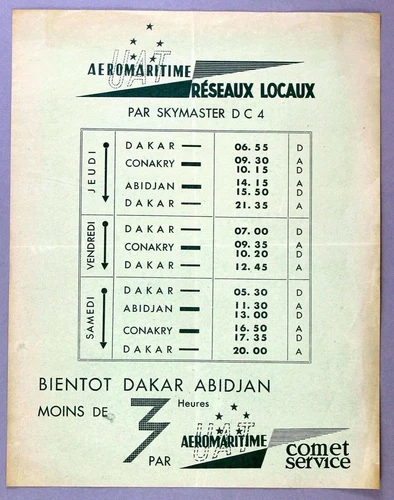 UAT
AEROMARITIME
RÉSEAUX LOCAUX
PAR SKYMASTER DC4
JEUDI
DAKAR — 06.55 D
CONAKRY — 09.30 A
10.15 D
ABIDJAN — 14.15 A
15.50 D
DAKAR — 21.35 A
VENDREDI
DAKAR — 07.00 D
CONAKRY — 09.35 A
10.20 D
DAKAR — 12.45 A
SAMEDI
DAKAR — 05.30 D
ABIDJAN — 11.30 A
13.00 D
CONAKRY — 16.50 A
17.35 D
DAKAR — 20.00 A
BIENTOT DAKAR ABIDJAN
MOINS DE 3 Heures
PAR UAT AEROMARITIME
comet
service